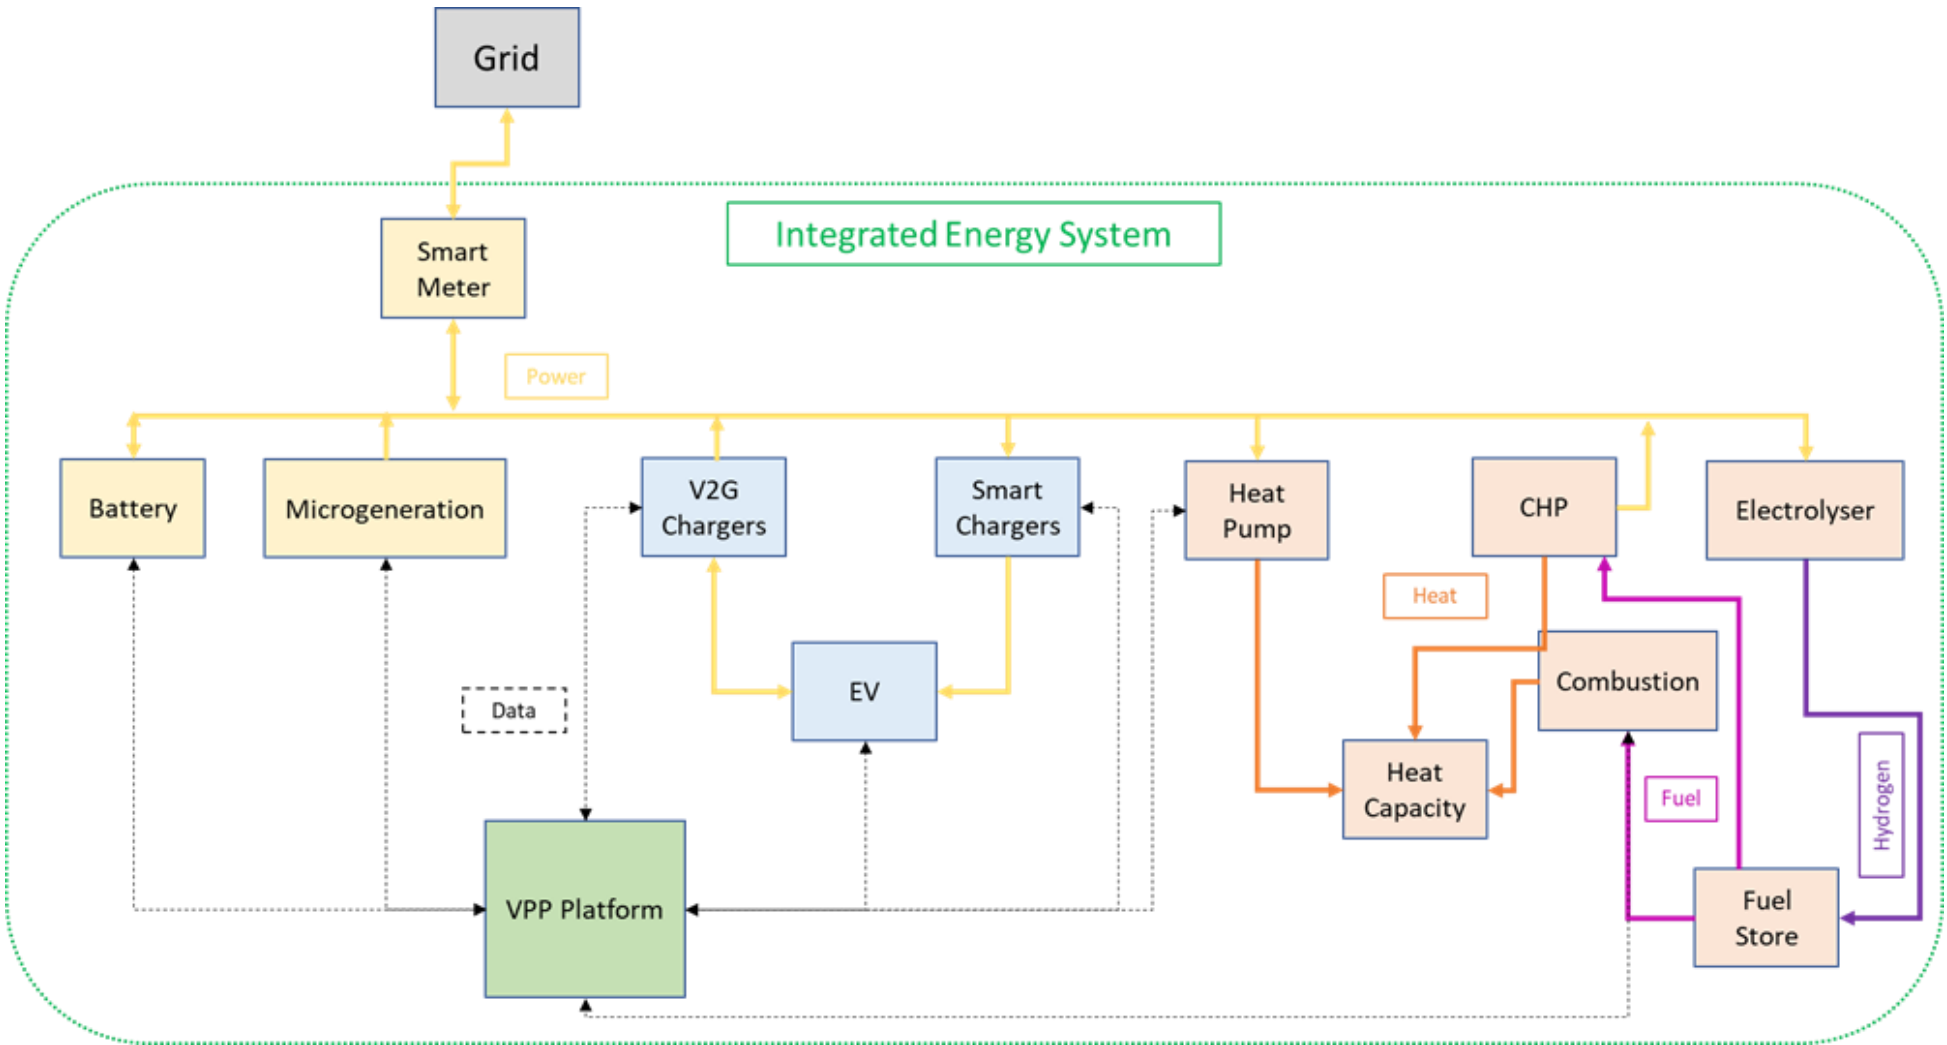 Grid
Integrated Energy System
Smart
Meter
Power
Battery
Microgeneration
V2G
Chargers
Smart
Chargers
Heat
Pump
CHP
Electrolyser
Heat
EV
Combustion
Data
Heat
Capacity
Fuel
Hydrogen
VPP Platform
Fuel
Store